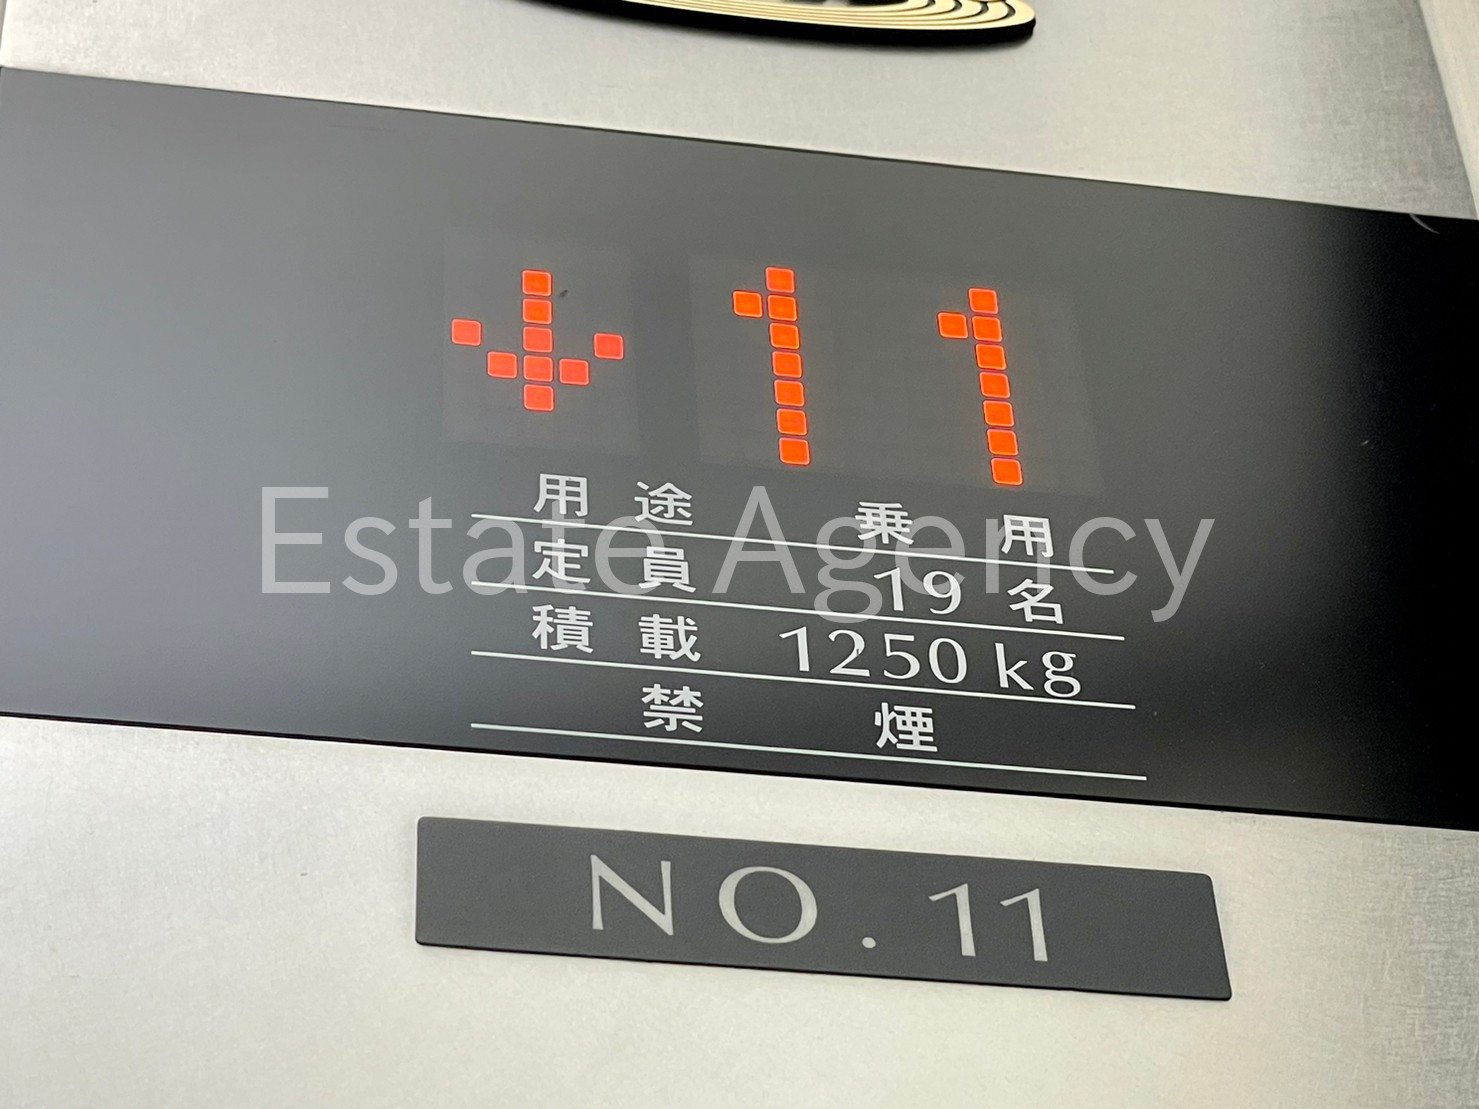 ↓11
用途 乗用
定員 19名
積載 1250kg
禁煙
Estate Agency
NO.11